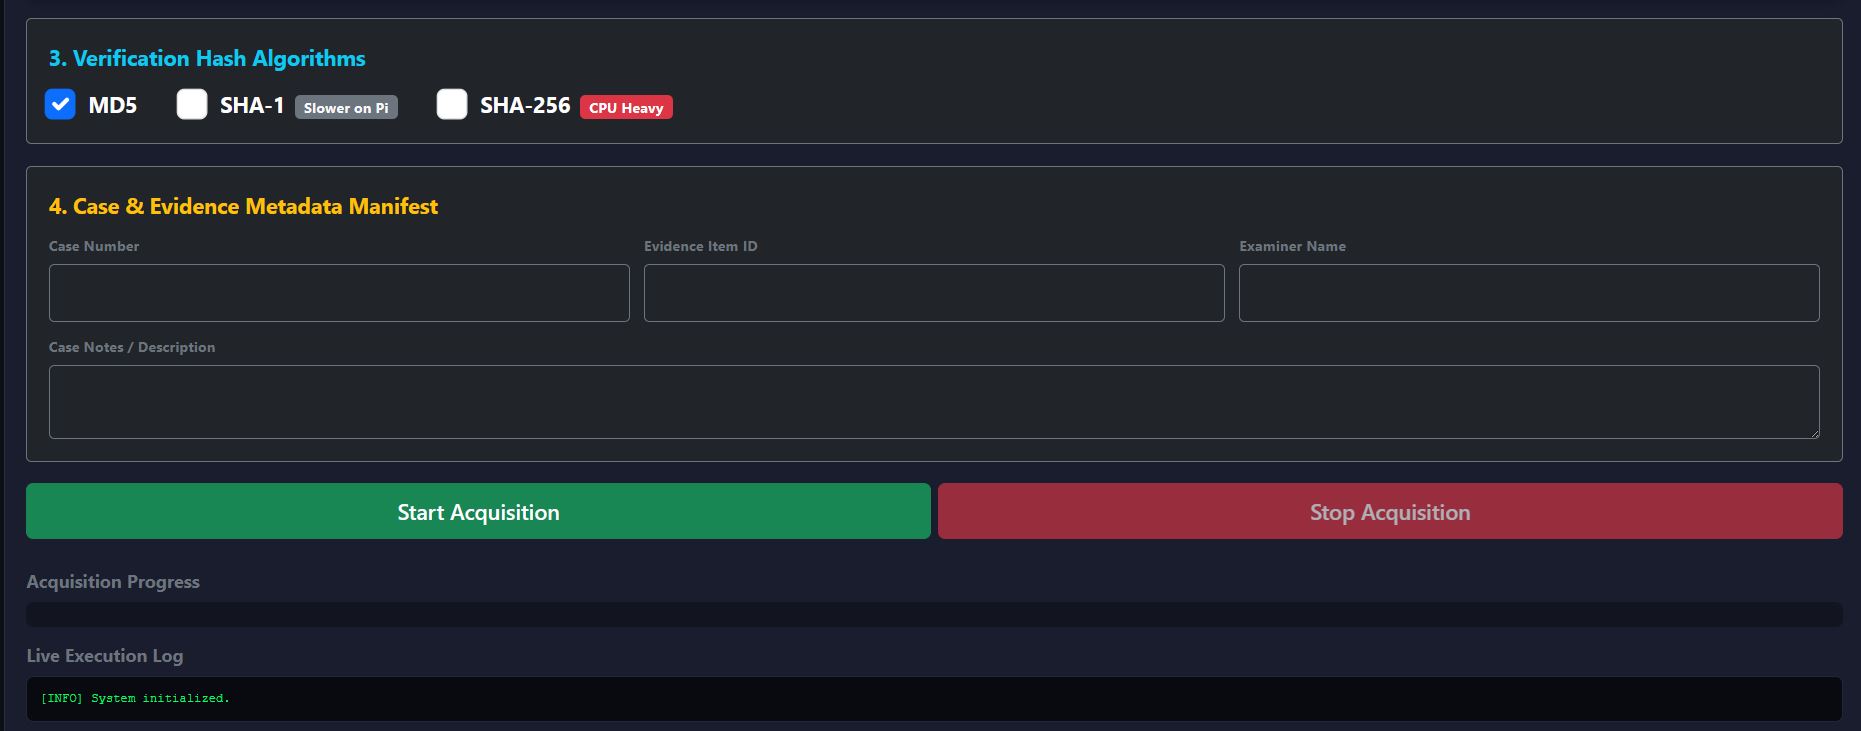 3. Verification Hash Algorithms
MD5 SHA-1 Slower on Pi SHA-256 CPU Heavy
4. Case & Evidence Metadata Manifest
Case Number Evidence Item ID Examiner Name
Case Notes / Description
Start Acquisition Stop Acquisition
Acquisition Progress
Live Execution Log
[INFO] System initialized.